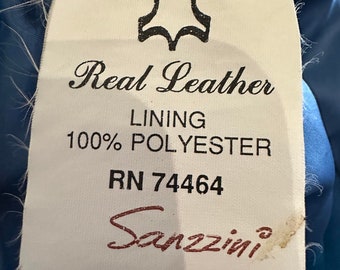 Real Leather
LINING
100% POLYESTER
RN 74464
Sanzzini